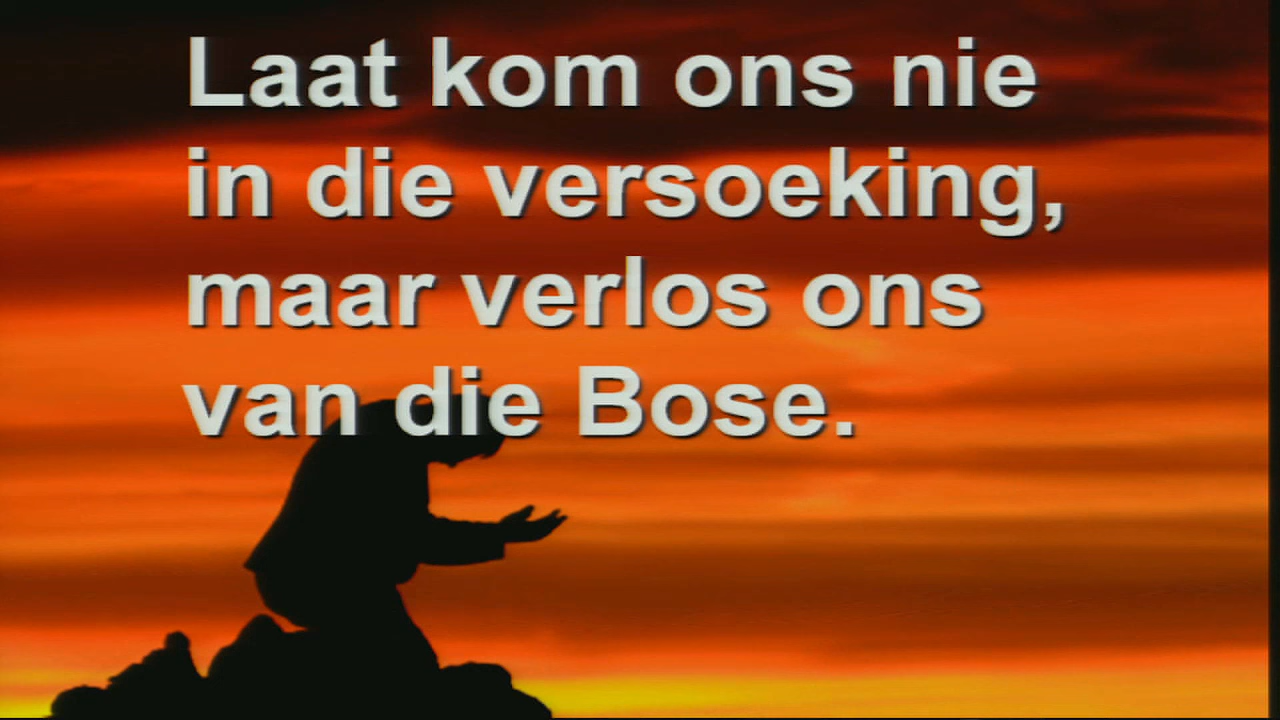 Laat kom ons nie
in die versoeking,
maar verlos ons
van die Bose.